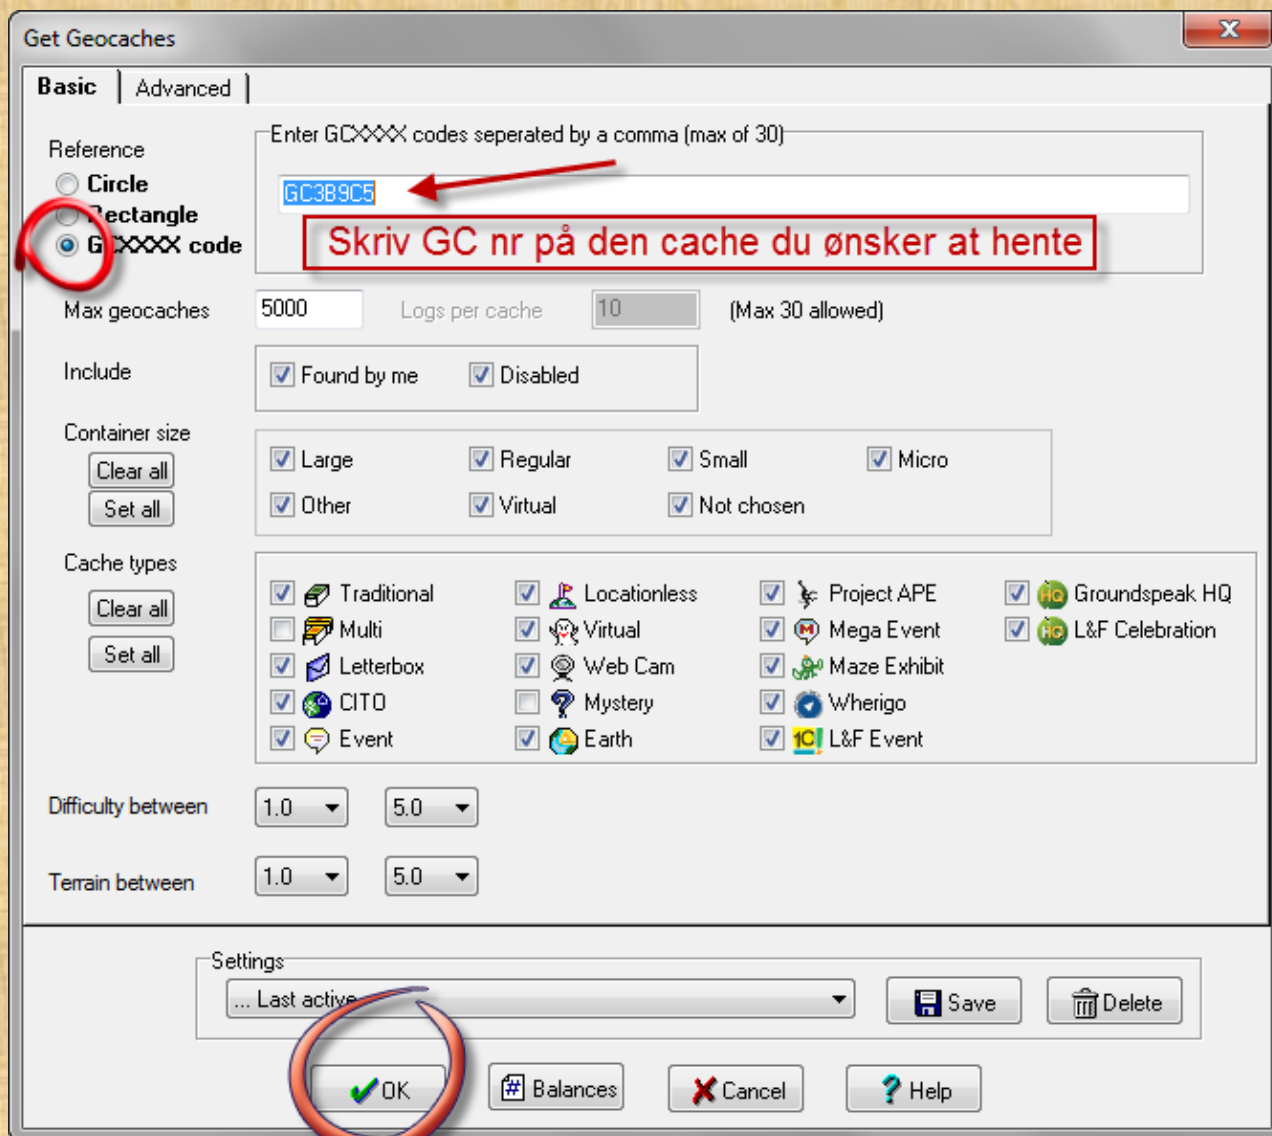 Get Geocaches
Basic Advanced
Reference
Enter GCXXXX codes seperated by a comma (max of 30)
Circle
Rectangle
GCXXXX code
GC3B9C5
Skriv GC nr på den cache du ønsker at hente
Max geocaches 5000 Logs per cache 10 (Max 30 allowed)
Include Found by me Disabled
Container size
Clear all
Set all
Large Regular Small Micro
Other Virtual Not chosen
Cache types
Clear all
Set all
Traditional Locationless Project APE Groundspeak HQ
Multi Virtual Mega Event L&F Celebration
Letterbox Web Cam Maze Exhibit
CITO Mystery Wherigo
Event Earth L&F Event
Difficulty between 1.0 5.0
Terrain between 1.0 5.0
Settings
... Last active Save Delete
OK Balances Cancel Help